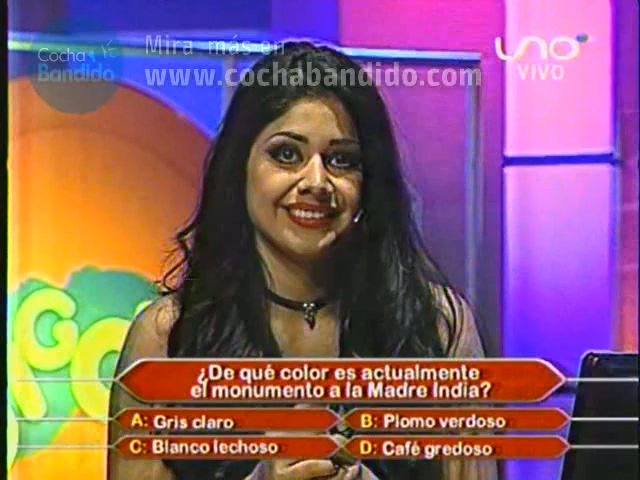 Cocha
Bandido
Mira más en
www.cochabandido.com
uno
VIVO
GO
¿De qué color es actualmente
el monumento a la Madre India?
A: Gris claro
B: Plomo verdoso
C: Blanco lechoso
D: Café gredoso